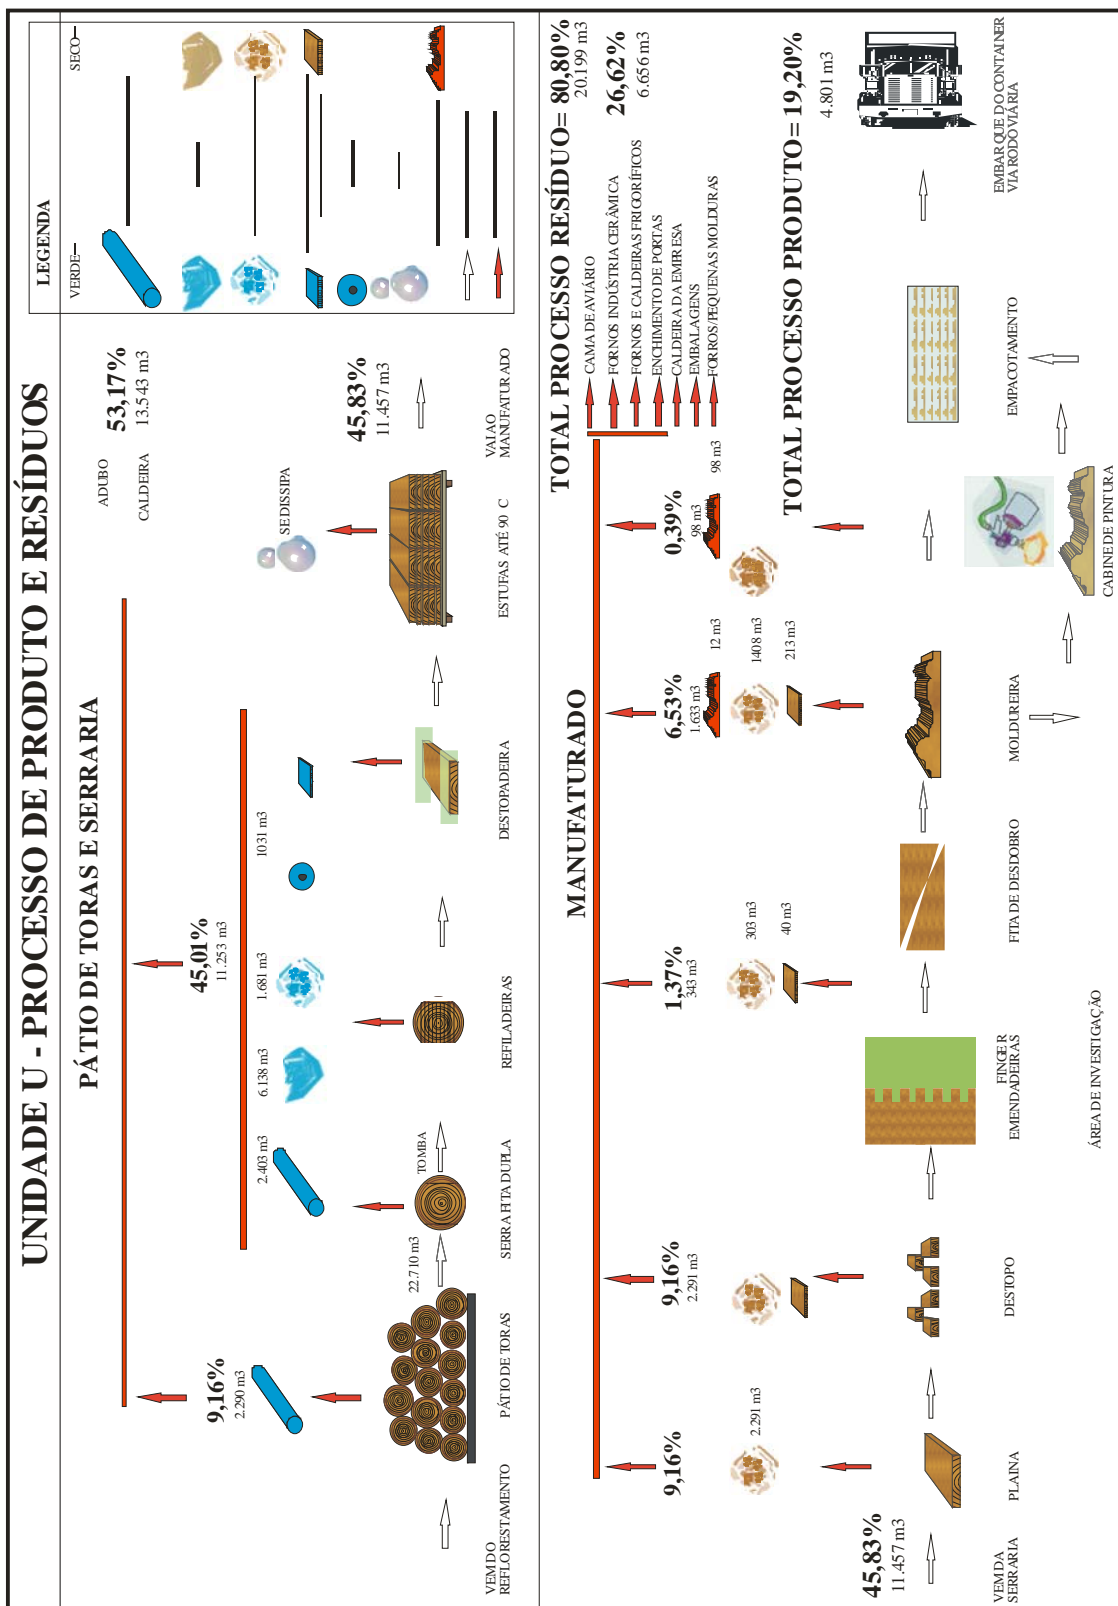 UNIDADE U - PROCESSO DE PRODUTO E RESÍDUOS
PÁTIO DE TORAS E SERRARIA
LEGENDA
VERDE
SECO
ADUBO
CALDEIRA
53,17%
13.543 m3
9,16%
2.290 m3
45,01%
11.253 m3
2.403 m3
6.138 m3
1.681 m3
1031 m3
SE DISSIPA
45,83%
11.457 m3
22.710 m3
TOMBA
VEM DO
REFLORESTAMENTO
PÁTIO DE TORAS
SERRA FITA DUPLA
REFILADEIRAS
DESTOPADEIRA
ESTUFAS ATÉ 90 C
VAI AO
MANUFATURADO
MANUFATURADO
TOTAL PROCESSO RESÍDUO= 80,80%
20.199 m3
26,62%
6.656 m3
CAMA DE AVIÁRIO
FORNOS INDÚSTRIA CERÂMICA
FORNOS E CALDEIRAS FRIGORÍFICOS
ENCHIMENTO DE PORTAS
CALDEIRA DA EMPRESA
EMBALAGENS
FORROS/PEQUENAS MOLDURAS
9,16%
2.291 m3
9,16%
2.291 m3
1,37%
343 m3
303 m3
40 m3
6,53%
1.633 m3
12 m3
1408 m3
213 m3
0,39%
98 m3
98 m3
TOTAL PROCESSO PRODUTO= 19,20%
4.801 m3
45,83%
11.457 m3
VEM DA
SERRARIA
PLAINA
DESTOPO
FINGER
EMENDADEIRAS
FITA DE DESDOBRO
MOLDUREIRA
CABINE DE PINTURA
EMPACOTAMENTO
EMBARQUE DO CONTAINER
VIA RODOVIÁRIA
ÁREA DE INVESTIGAÇÃO